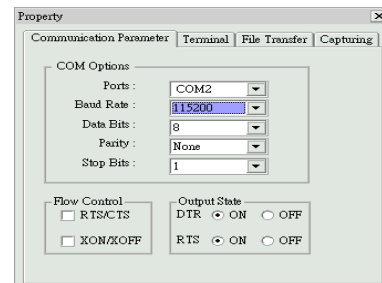 Property
Communication Parameter Terminal File Transfer Capturing
COM Options
Ports : COM2
Baud Rate : 115200
Data Bits : 8
Parity : None
Stop Bits : 1
Flow Control
RTS/CTS
XON/XOFF
Output State
DTR ON OFF
RTS ON OFF